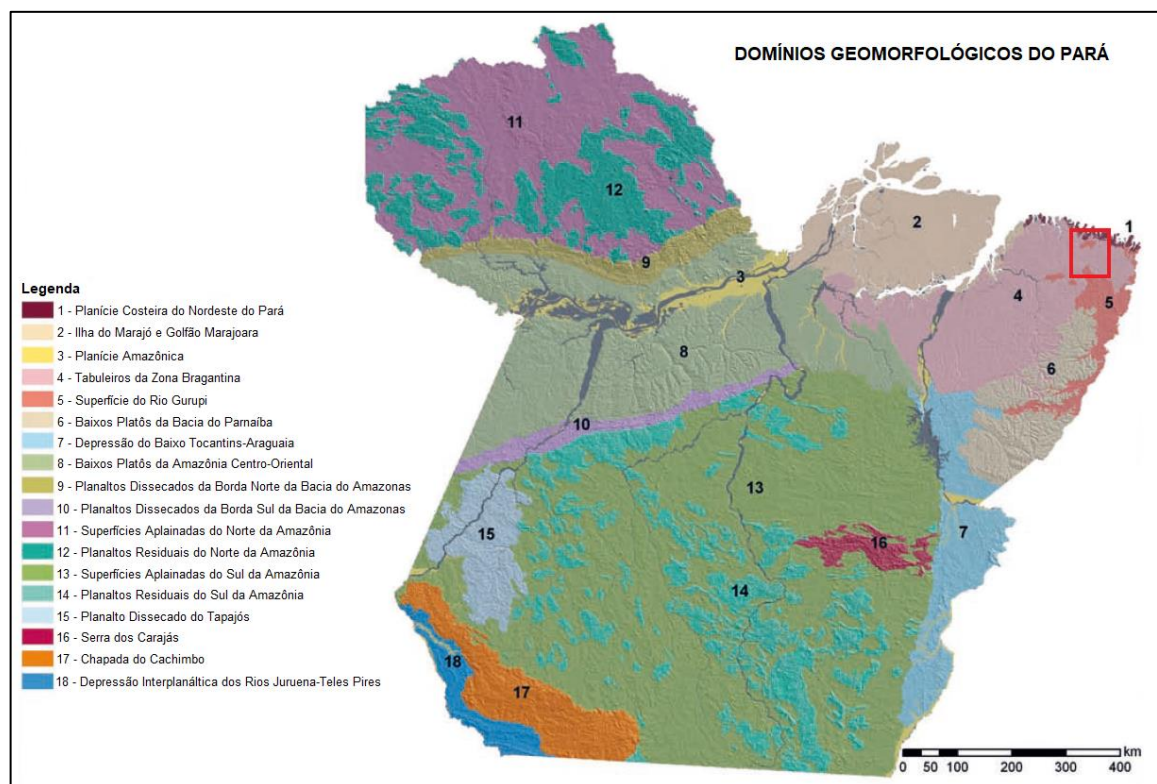 DOMÍNIOS GEOMORFOLÓGICOS DO PARÁ
11
12
2
1
9
3
4
5
8
6
10
13
15
7
16
14
18
17
Legenda
1 - Planície Costeira do Nordeste do Pará
2 - Ilha do Marajó e Golfão Marajoara
3 - Planície Amazônica
4 - Tabuleiros da Zona Bragantina
5 - Superfície do Rio Gurupi
6 - Baixos Platôs da Bacia do Parnaíba
7 - Depressão do Baixo Tocantins-Araguaia
8 - Baixos Platôs da Amazônia Centro-Oriental
9 - Planaltos Dissecados da Borda Norte da Bacia do Amazonas
10 - Planaltos Dissecados da Borda Sul da Bacia do Amazonas
11 - Superfícies Aplainadas do Norte da Amazônia
12 - Planaltos Residuais do Norte da Amazônia
13 - Superfícies Aplainadas do Sul da Amazônia
14 - Planaltos Residuais do Sul da Amazônia
15 - Planalto Dissecado do Tapajós
16 - Serra dos Carajás
17 - Chapada do Cachimbo
18 - Depressão Interplanáltica dos Rios Juruena-Teles Pires
km
0 50 100 200 300 400